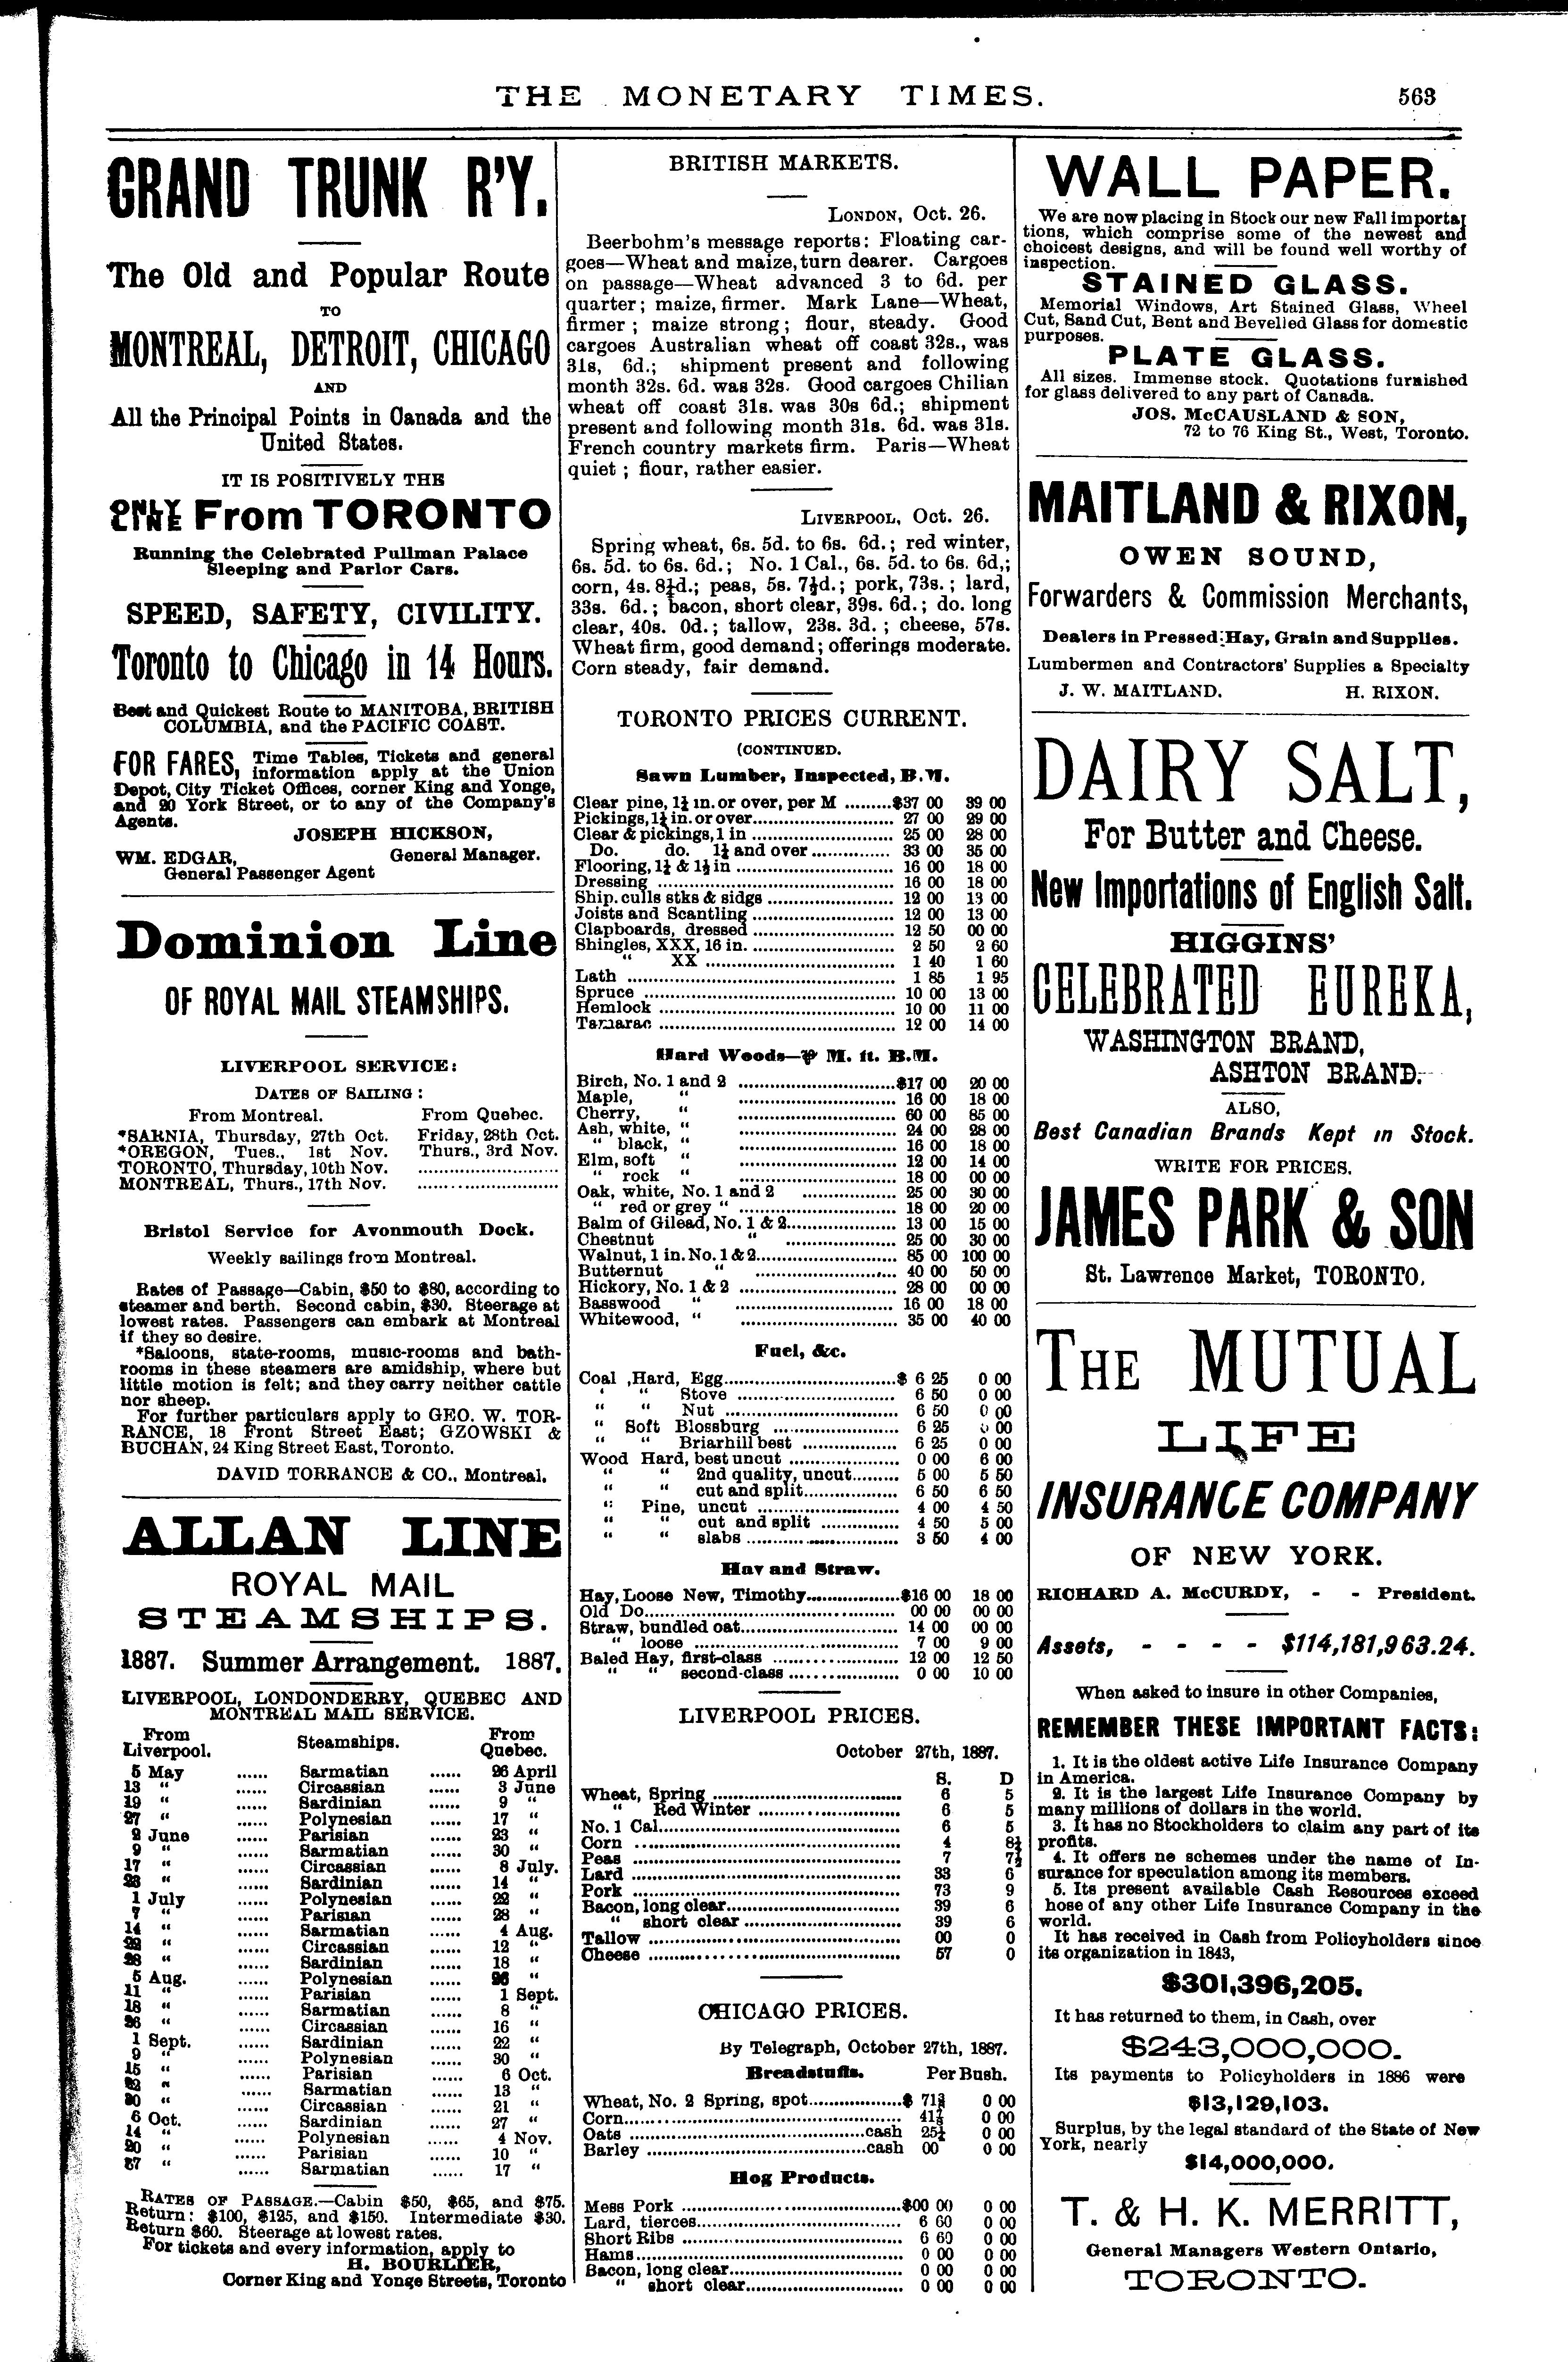 THE MONETARY TIMES. 563
GRAND TRUNK R'Y.
The Old and Popular Route
TO
MONTREAL, DETROIT, CHICAGO
AND
All the Principal Points in Canada and the
United States.
IT IS POSITIVELY THE
ONLY LINE From TORONTO
Running the Celebrated Pullman Palace
Sleeping and Parlor Cars.
SPEED, SAFETY, CIVILITY.
Toronto to Chicago in 14 Hours.
Best and Quickest Route to MANITOBA, BRITISH
COLUMBIA, and the PACIFIC COAST.
FOR FARES, Time Tables, Tickets and general
information apply at the Union
Depot, City Ticket Offices, corner King and Yonge,
and 20 York Street, or to any of the Company's
Agents.
JOSEPH HICKSON,
WM. EDGAR, General Manager.
General Passenger Agent
Dominion Line
OF ROYAL MAIL STEAMSHIPS.
LIVERPOOL SERVICE:
DATES OF SAILING:
From Montreal. From Quebec.
*SARNIA, Thursday, 27th Oct. Friday, 28th Oct.
*OREGON, Tues., 1st Nov. Thurs., 3rd Nov.
TORONTO, Thursday, 10th Nov. ........................
MONTREAL, Thurs., 17th Nov. ........................
Bristol Service for Avonmouth Dock.
Weekly sailings from Montreal.
Rates of Passage—Cabin, $50 to $80, according to
steamer and berth. Second cabin, $30. Steerage at
lowest rates. Passengers can embark at Montreal
if they so desire.
*Saloons, state-rooms, music-rooms and bath-
rooms in these steamers are amidship, where but
little motion is felt; and they carry neither cattle
nor sheep.
For further particulars apply to GEO. W. TOR-
RANCE, 18 Front Street East; GZOWSKI &
BUCHAN, 24 King Street East, Toronto.
DAVID TORRANCE & CO., Montreal.
ALLAN LINE
ROYAL MAIL
STEAMSHIPS.
1887. Summer Arrangement. 1887.
LIVERPOOL, LONDONDERRY, QUEBEC AND
MONTREAL MAIL SERVICE.
From Liverpool. Steamships. From Quebec.
5 May ...... Sarmatian ...... 26 April
13 " ...... Circassian ...... 3 June
19 " ...... Sardinian ...... 9 "
27 " ...... Polynesian ...... 17 "
2 June ...... Parisian ...... 23 "
9 " ...... Sarmatian ...... 30 "
17 " ...... Circassian ...... 8 July.
23 " ...... Sardinian ...... 14 "
1 July ...... Polynesian ...... 22 "
7 " ...... Parisian ...... 28 "
14 " ...... Sarmatian ...... 4 Aug.
22 " ...... Circassian ...... 12 "
28 " ...... Sardinian ...... 18 "
5 Aug. ...... Polynesian ...... 26 "
11 " ...... Parisian ...... 1 Sept.
18 " ...... Sarmatian ...... 8 "
26 " ...... Circassian ...... 16 "
1 Sept. ...... Sardinian ...... 22 "
9 " ...... Polynesian ...... 30 "
15 " ...... Parisian ...... 6 Oct.
22 " ...... Sarmatian ...... 13 "
30 " ...... Circassian ...... 21 "
6 Oct. ...... Sardinian ...... 27 "
14 " ...... Polynesian ...... 4 Nov.
20 " ...... Parisian ...... 10 "
27 " ...... Sarmatian ...... 17 "
RATES OF PASSAGE.—Cabin $50, $65, and $75.
Return: $100, $125, and $150. Intermediate $30.
Return $60. Steerage at lowest rates.
For tickets and every information, apply to
H. BOURLIER,
Corner King and Yonge Streets, Toronto
BRITISH MARKETS.
LONDON, Oct. 26.
Beerbohm's message reports: Floating car-
goes—Wheat and maize, turn dearer. Cargoes
on passage—Wheat advanced 3 to 6d. per
quarter; maize, firmer. Mark Lane—Wheat,
firmer; maize strong; flour, steady. Good
cargoes Australian wheat off coast 32s., was
31s, 6d.; shipment present and following
month 32s. 6d. was 32s. Good cargoes Chilian
wheat off coast 31s. was 30s 6d.; shipment
present and following month 31s. 6d. was 31s.
French country markets firm. Paris—Wheat
quiet; flour, rather easier.
LIVERPOOL, Oct. 26.
Spring wheat, 6s. 5d. to 6s. 6d.; red winter,
6s. 5d. to 6s. 6d.; No. 1 Cal., 6s. 5d. to 6s. 6d,;
corn, 4s. 8½d.; peas, 5s. 7½d.; pork, 73s.; lard,
33s. 6d.; bacon, short clear, 39s. 6d.; do. long
clear, 40s. 0d.; tallow, 23s. 3d.; cheese, 57s.
Wheat firm, good demand; offerings moderate.
Corn steady, fair demand.
TORONTO PRICES CURRENT.
(CONTINUED.
Sawn Lumber, Inspected, B.M.
Clear pine, 1¼ in. or over, per M ........$37 00 39 00
Pickings, 1¼ in. or over........ 27 00 29 00
Clear & pickings, 1 in ........ 25 00 28 00
Do. do. 1¼ and over ........ 33 00 35 00
Flooring, 1¼ & 1½ in ........ 16 00 18 00
Dressing ........ 16 00 18 00
Ship. culls stks & sidgs ........ 12 00 13 00
Joists and Scantling ........ 12 00 13 00
Clapboards, dressed ........ 12 50 00 00
Shingles, XXX, 16 in. ........ 2 50 2 60
" XX ........ 1 40 1 60
Lath ........ 1 85 1 95
Spruce ........ 10 00 13 00
Hemlock ........ 10 00 11 00
Tamarac ........ 12 00 14 00
Hard Woods—⅌ M. ft. B.M.
Birch, No. 1 and 2 ........$17 00 20 00
Maple, " ........ 16 00 18 00
Cherry, " ........ 60 00 85 00
Ash, white, " ........ 24 00 28 00
" black, " ........ 16 00 18 00
Elm, soft " ........ 12 00 14 00
" rock " ........ 18 00 00 00
Oak, white, No. 1 and 2 ........ 25 00 30 00
" red or grey " ........ 18 00 20 00
Balm of Gilead, No. 1 & 2........ 13 00 15 00
Chestnut " ........ 25 00 30 00
Walnut, 1 in. No. 1 & 2........ 85 00 100 00
Butternut " ........ 40 00 50 00
Hickory, No. 1 & 2 ........ 28 00 00 00
Basswood " ........ 16 00 18 00
Whitewood, " ........ 35 00 40 00
Fuel, &c.
Coal, Hard, Egg........$ 6 25 0 00
" " Stove ........ 6 50 0 00
" " Nut ........ 6 50 0 00
" Soft Blossburg ........ 6 25 0 00
" " Briarhill best ........ 6 25 0 00
Wood Hard, best uncut ........ 0 00 6 00
" " 2nd quality, uncut........ 5 00 5 50
" " cut and split........ 6 50 6 50
" Pine, uncut ........ 4 00 4 50
" " cut and split ........ 4 50 5 00
" " slabs ........ 3 50 4 00
Hay and Straw.
Hay, Loose New, Timothy........$16 00 18 00
Old Do........ 00 00 00 00
Straw, bundled oat........ 14 00 00 00
" loose ........ 7 00 9 00
Baled Hay, first-class ........ 12 00 12 50
" " second-class ........ 0 00 10 00
LIVERPOOL PRICES.
October 27th, 1887.
S. D
Wheat, Spring ........ 6 5
" Red Winter ........ 6 5
No. 1 Cal........ 6 5
Corn ........ 4 8½
Peas ........ 7 7½
Lard ........ 33 6
Pork ........ 73 9
Bacon, long clear........ 39 6
" short clear ........ 39 6
Tallow ........ 00 0
Cheese ........ 57 0
CHICAGO PRICES.
By Telegraph, October 27th, 1887.
Breadstuffs. Per Bush.
Wheat, No. 2 Spring, spot........$ 71 0 00
Corn........ 41 0 00
Oats ........cash 25 0 00
Barley ........cash 00 0 00
Hog Products.
Mess Pork ........$00 00 0 00
Lard, tierces........ 6 60 0 00
Short Ribs ........ 6 60 0 00
Hams........ 0 00 0 00
Bacon, long clear........ 0 00 0 00
" short clear........ 0 00 0 00
WALL PAPER.
We are now placing in Stock our new Fall importa
tions, which comprise some of the newest and
choicest designs, and will be found well worthy of
inspection.
STAINED GLASS.
Memorial Windows, Art Stained Glass, Wheel
Cut, Sand Cut, Bent and Bevelled Glass for domestic
purposes.
PLATE GLASS.
All sizes. Immense stock. Quotations furnished
for glass delivered to any part of Canada.
JOS. McCAUSLAND & SON,
72 to 76 King St., West, Toronto.
MAITLAND & RIXON,
OWEN SOUND,
Forwarders & Commission Merchants,
Dealers in Pressed Hay, Grain and Supplies.
Lumbermen and Contractors' Supplies a Specialty
J. W. MAITLAND. H. RIXON.
DAIRY SALT,
For Butter and Cheese.
New Importations of English Salt.
HIGGINS'
CELEBRATED EUREKA,
WASHINGTON BRAND,
ASHTON BRAND.
ALSO,
Best Canadian Brands Kept in Stock.
WRITE FOR PRICES.
JAMES PARK & SON
St. Lawrence Market, TORONTO.
THE MUTUAL
LIFE
INSURANCE COMPANY
OF NEW YORK.
RICHARD A. McCURDY, - - President.
Assets, - - - - $114,181,963.24.
When asked to insure in other Companies,
REMEMBER THESE IMPORTANT FACTS:
1. It is the oldest active Life Insurance Company
in America.
2. It is the largest Life Insurance Company by
many millions of dollars in the world.
3. It has no Stockholders to claim any part of its
profits.
4. It offers ne schemes under the name of In-
surance for speculation among its members.
5. Its present available Cash Resources exceed
hose of any other Life Insurance Company in the
world.
It has received in Cash from Policyholders since
its organization in 1843,
$301,396,205.
It has returned to them, in Cash, over
$243,000,000.
Its payments to Policyholders in 1886 were
$13,129,103.
Surplus, by the legal standard of the State of New
York, nearly
$14,000,000.
T. & H. K. MERRITT,
General Managers Western Ontario,
TORONTO.